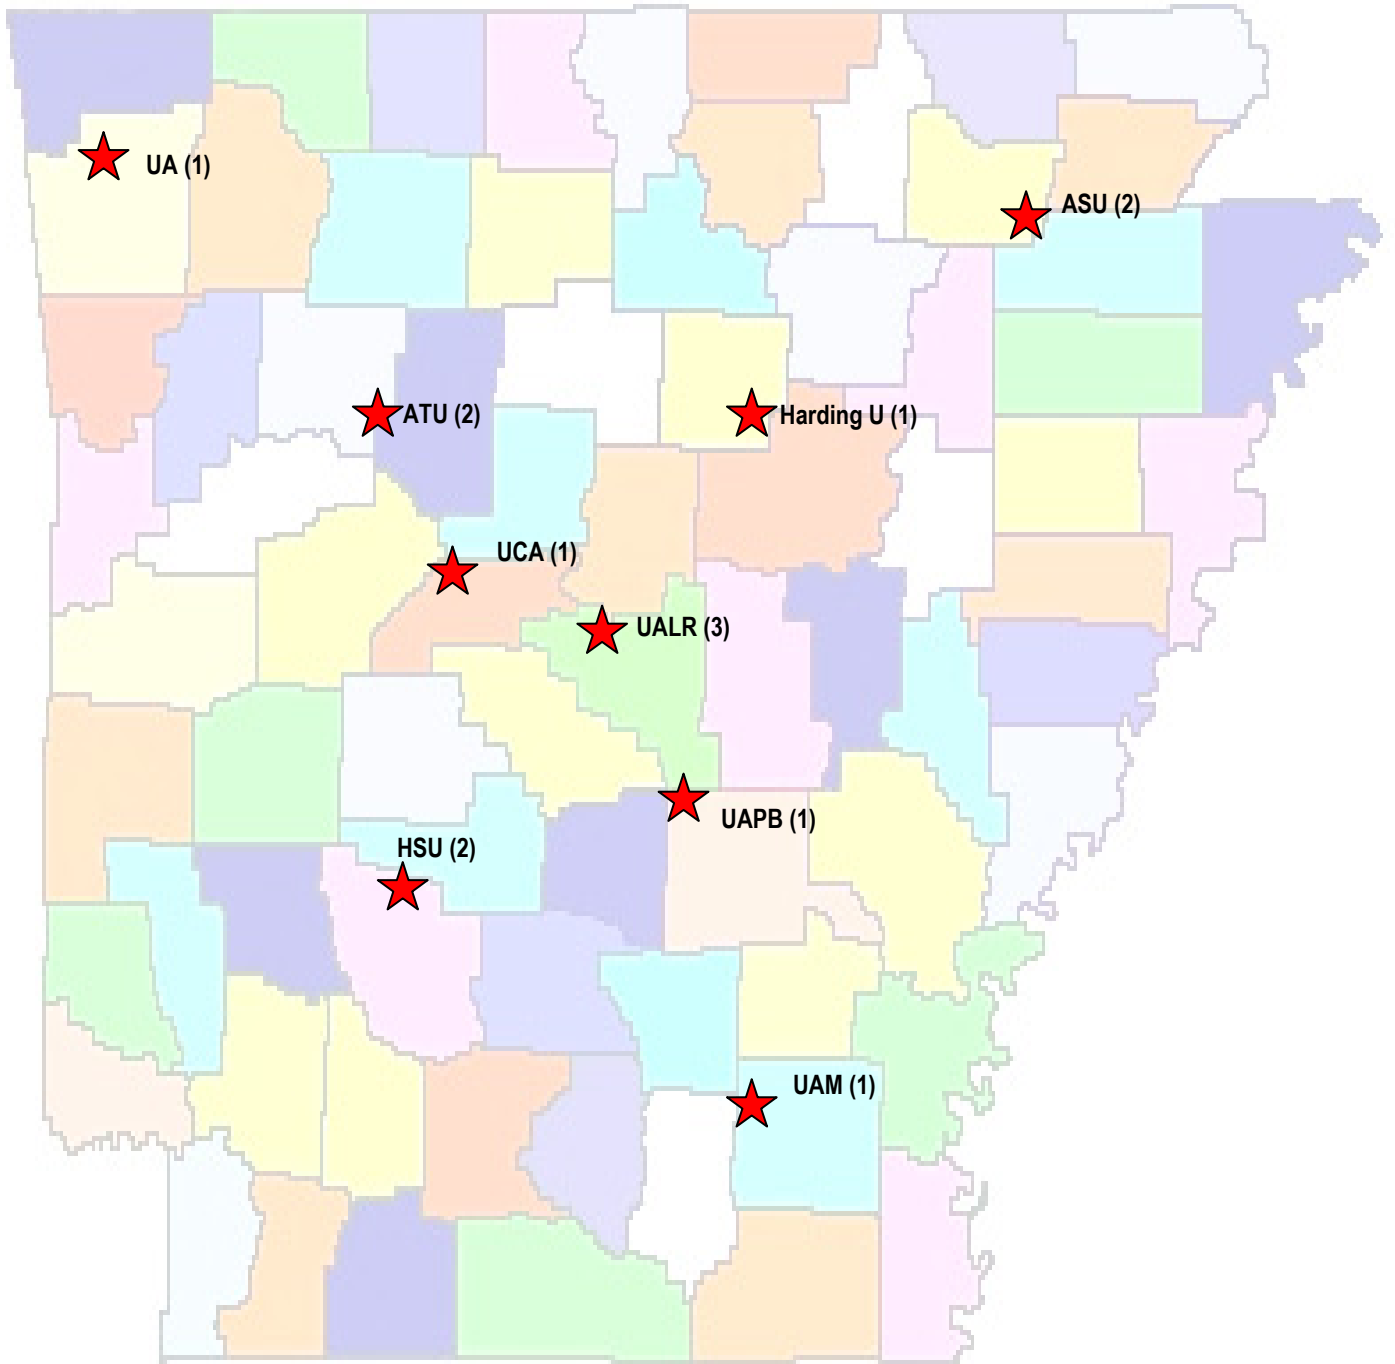 UA (1)
ASU (2)
ATU (2)
Harding U (1)
UCA (1)
UALR (3)
UAPB (1)
HSU (2)
UAM (1)